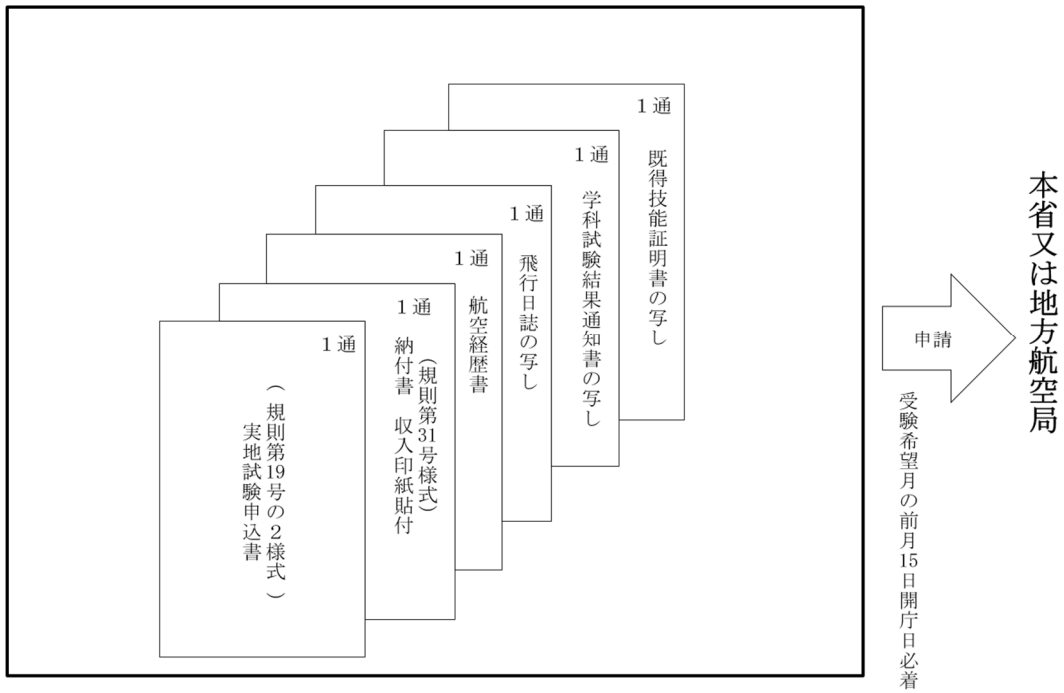 1通
既得技能証明書の写し
1通
学科試験結果通知書の写し
1通
飛行日誌の写し
1通
航空経歴書
1通
(規則第31号様式)
納付書 収入印紙貼付
1通
(規則第19号の2様式)
実地試験申込書
申請
受験希望月の前月15日開庁日必着
本省又は地方航空局